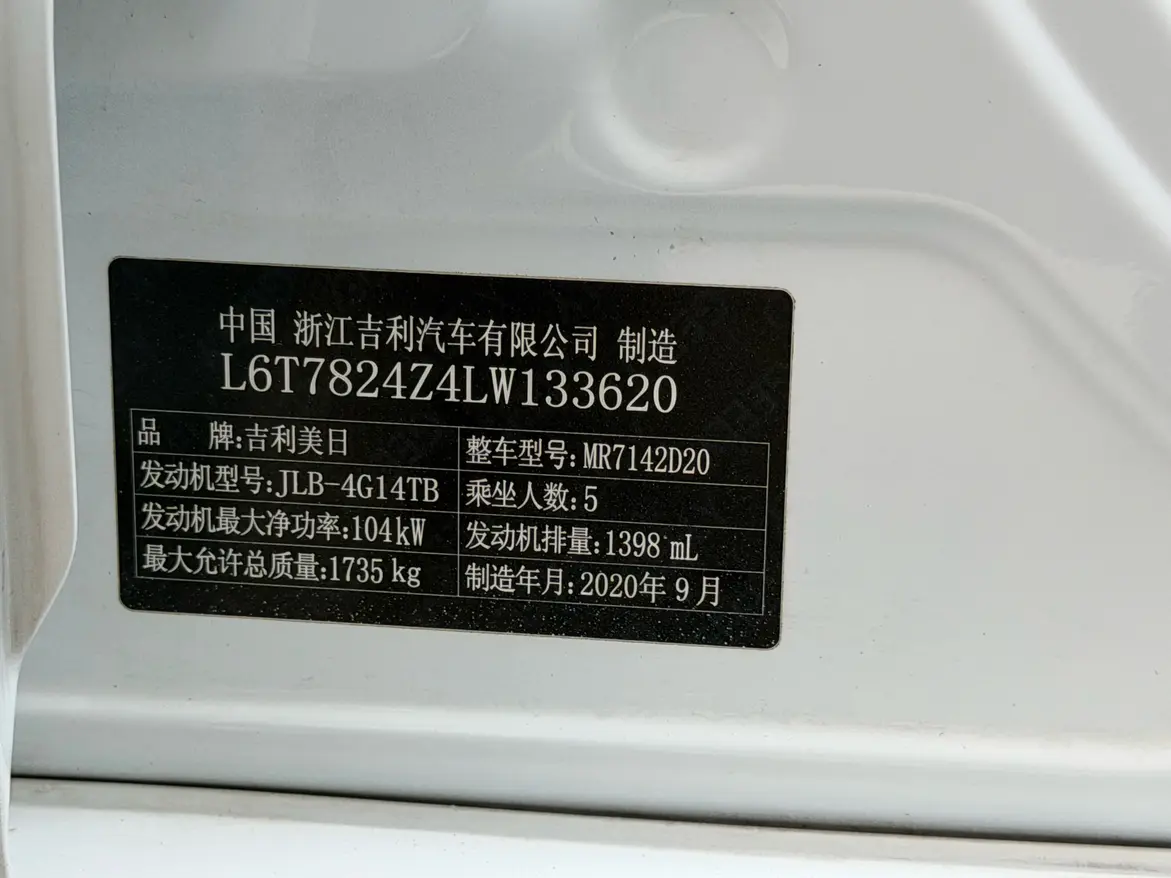 中国 浙江吉利汽车有限公司 制造
L6T7824Z4LW133620
品 牌:吉利美日 整车型号:MR7142D20
发动机型号:JLB-4G14TB 乘坐人数:5
发动机最大净功率:104kW 发动机排量:1398 mL
最大允许总质量:1735 kg 制造年月:2020年 9 月